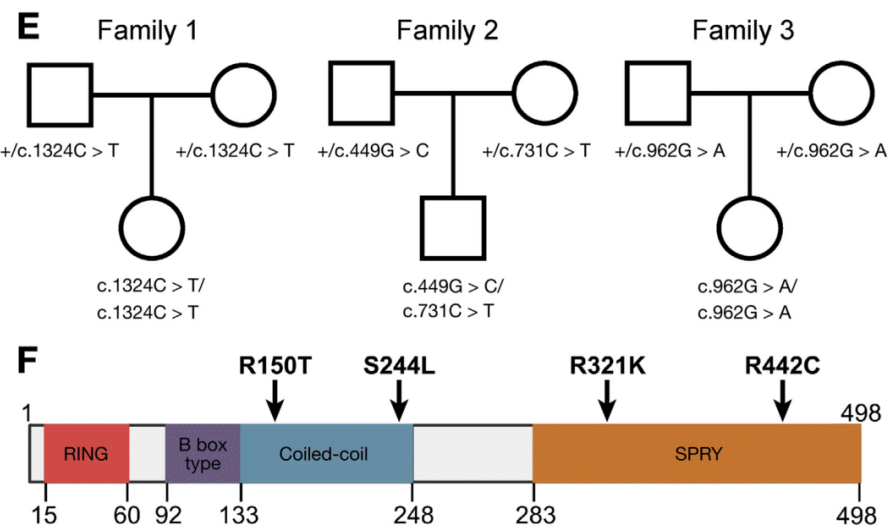 E
Family 1
Family 2
Family 3
+/c.1324C > T
+/c.1324C > T
+/c.449G > C
+/c.731C > T
+/c.962G > A
+/c.962G > A
c.1324C > T/
c.1324C > T
c.449G > C/
c.731C > T
c.962G > A/
c.962G > A
F
R150T
S244L
R321K
R442C
1
498
RING
B box
type
Coiled-coil
SPRY
15
60
92
133
248
283
498